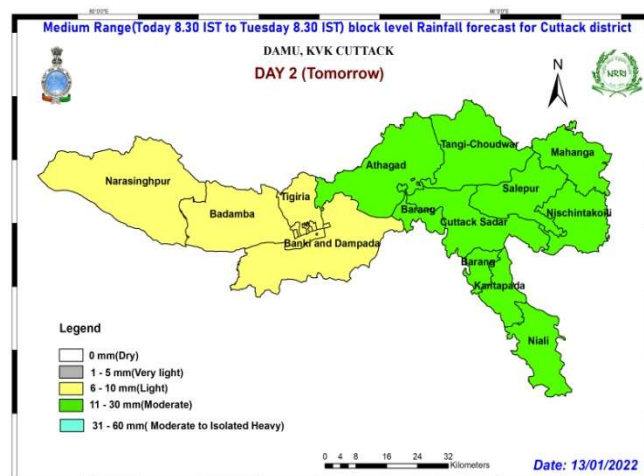 Medium Range(Today 8.30 IST to Tuesday 8.30 IST) block level Rainfall forecast for Cuttack district
DAMU, KVK CUTTACK
DAY 2 (Tomorrow)
N
NRRI
Narasinghpur
Badamba
Tigiria
Banki and Dampada
Athagad
Tangi-Choudwar
Mahanga
Salepur
Nischintakoili
Barang
Cuttack Sadar
Barang
Kantapada
Niali
Legend
0 mm(Dry)
1 - 5 mm(Very light)
6 - 10 mm(Light)
11 - 30 mm(Moderate)
31 - 60 mm( Moderate to Isolated Heavy)
0 4 8 16 24 32
Kilometers
Date: 13/01/2022